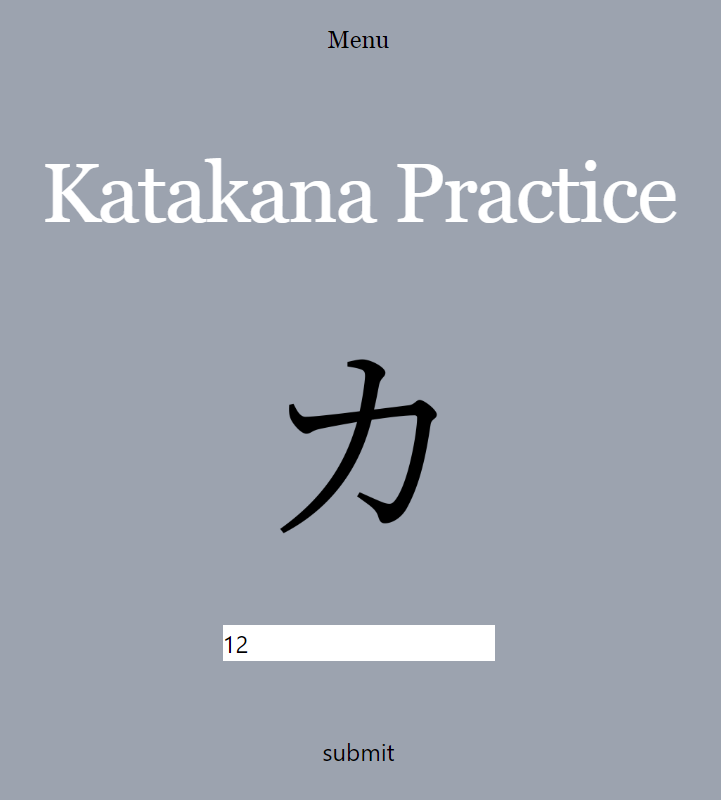 Menu
Katakana Practice
カ
12
submit